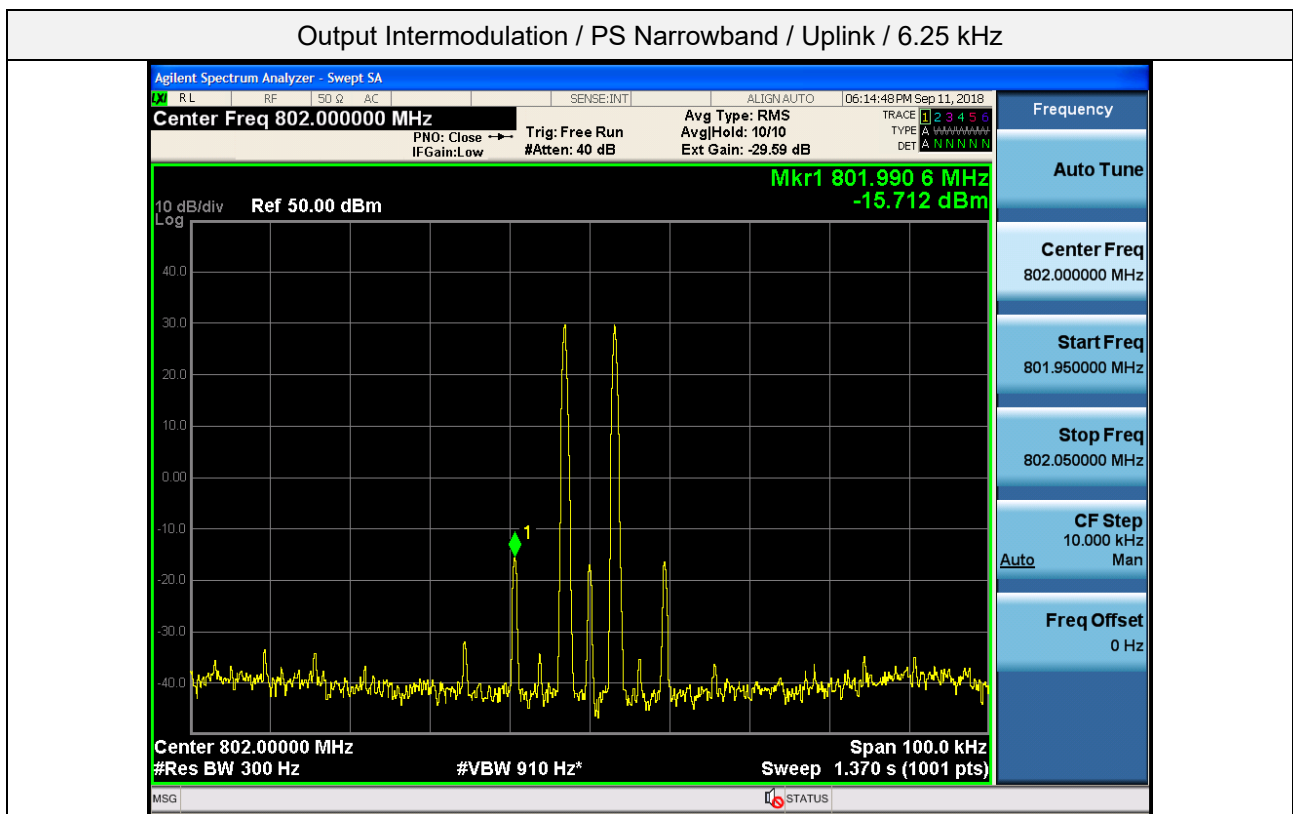 Output Intermodulation / PS Narrowband / Uplink / 6.25 kHz
Agilent Spectrum Analyzer - Swept SA
LXI RL RF 50 Ω AC SENSE:INT ALIGN AUTO 06:14:48 PM Sep 11, 2018
Center Freq 802.000000 MHz
PNO: Close
IFGain:Low
Trig: Free Run
#Atten: 40 dB
Avg Type: RMS
Avg|Hold: 10/10
Ext Gain: -29.59 dB
TRACE 1 2 3 4 5 6
TYPE A WWWWW
DET A N N N N N
Mkr1 801.990 6 MHz
-15.712 dBm
10 dB/div Ref 50.00 dBm
Log
40.0
30.0
20.0
10.0
0.00
-10.0
-20.0
-30.0
-40.0
1
Center 802.00000 MHz
Span 100.0 kHz
#Res BW 300 Hz
#VBW 910 Hz*
Sweep 1.370 s (1001 pts)
MSG
STATUS
Frequency
Auto Tune
Center Freq
802.000000 MHz
Start Freq
801.950000 MHz
Stop Freq
802.050000 MHz
CF Step
10.000 kHz
Auto Man
Freq Offset
0 Hz